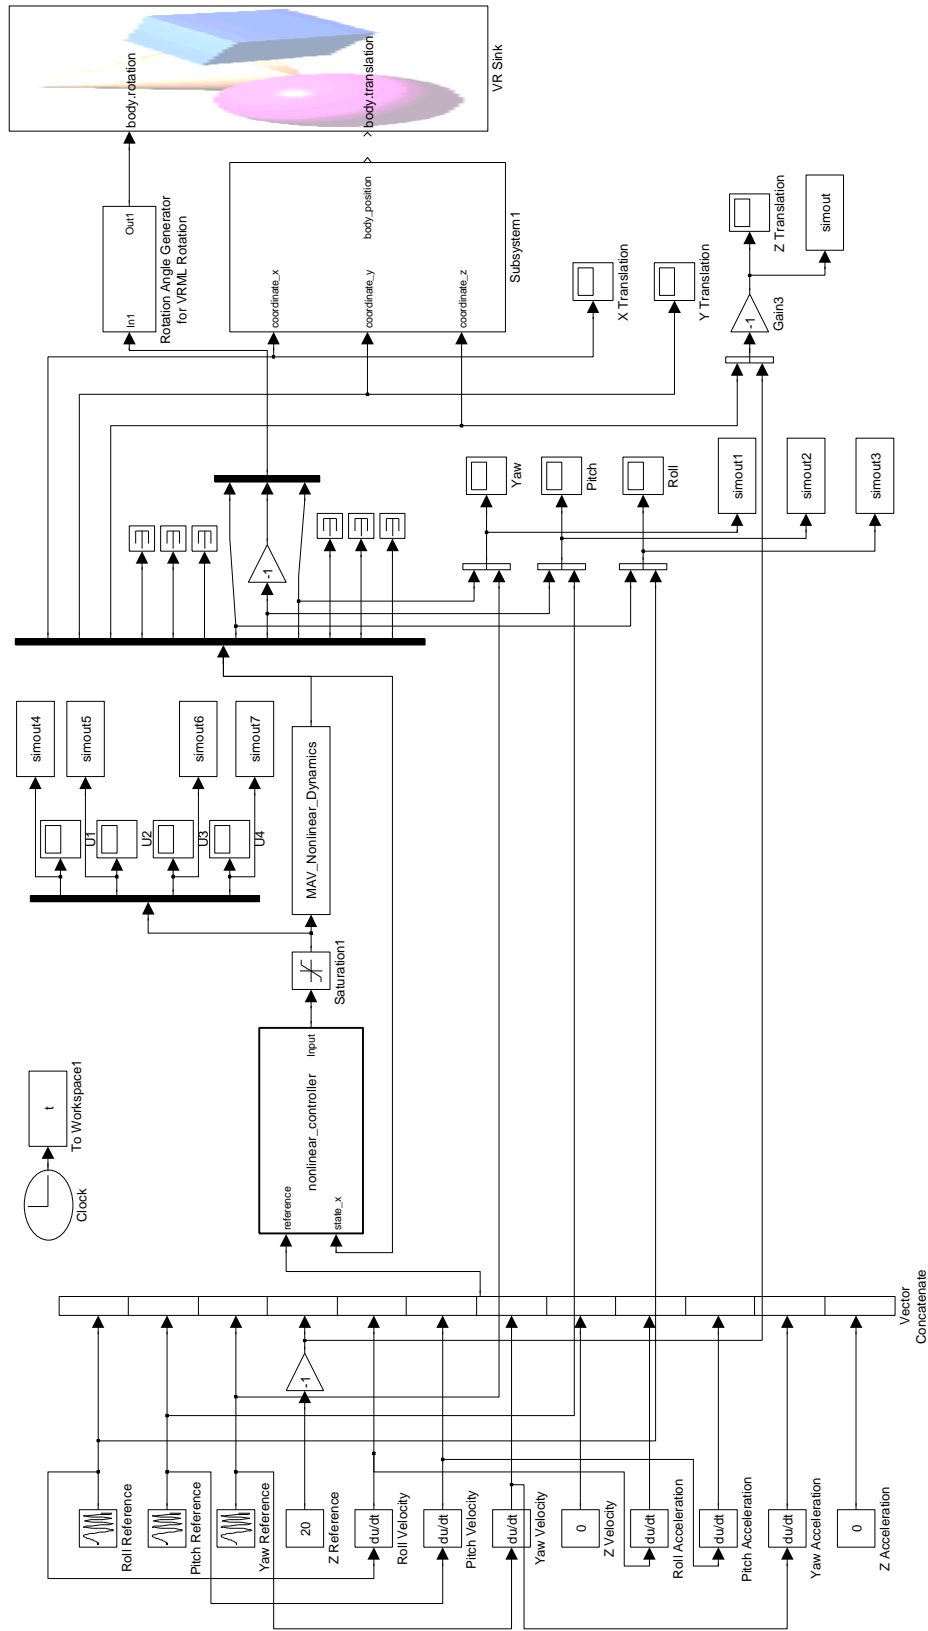 Roll Reference
Pitch Reference
Yaw Reference
20
Z Reference
du/dt
Roll Velocity
du/dt
Pitch Velocity
du/dt
Yaw Velocity
0
Z Velocity
du/dt
Roll Acceleration
du/dt
Pitch Acceleration
du/dt
Yaw Acceleration
0
Z Acceleration
-1
Vector
Concatenate
Clock
t
To Workspace1
reference
state_x
nonlinear_controller
Input
Saturation1
MAV_Nonlinear_Dynamics
U1
U2
U3
U4
simout4
simout5
simout6
simout7
-1
Yaw
Pitch
Roll
simout1
simout2
simout3
In1
Out1
Rotation Angle Generator
for VRML Rotation
coordinate_x
coordinate_y
coordinate_z
body_position
Subsystem1
X Translation
Y Translation
-1
Gain3
Z Translation
simout
body.rotation
body.translation
VR Sink